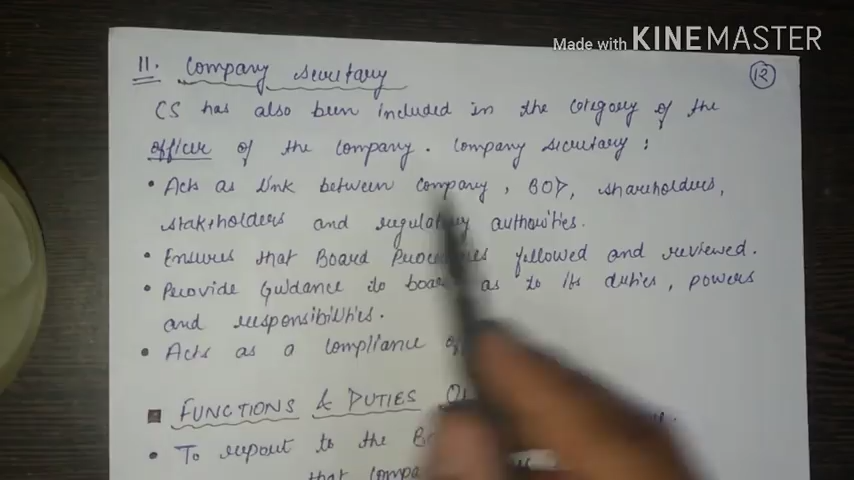 Made with KINEMASTER
12
11. Company Secretary
CS has also been included in the category of the
officer of the company. Company Secretary:
• Acts as link between company, BOD, shareholders,
stakeholders and regulatory authorities.
• Ensures that Board Procedures followed and reviewed.
• Provide Guidance to board as to its duties, powers
and responsibilities.
• Acts as a compliance
FUNCTIONS & DUTIES
• To report to the
that